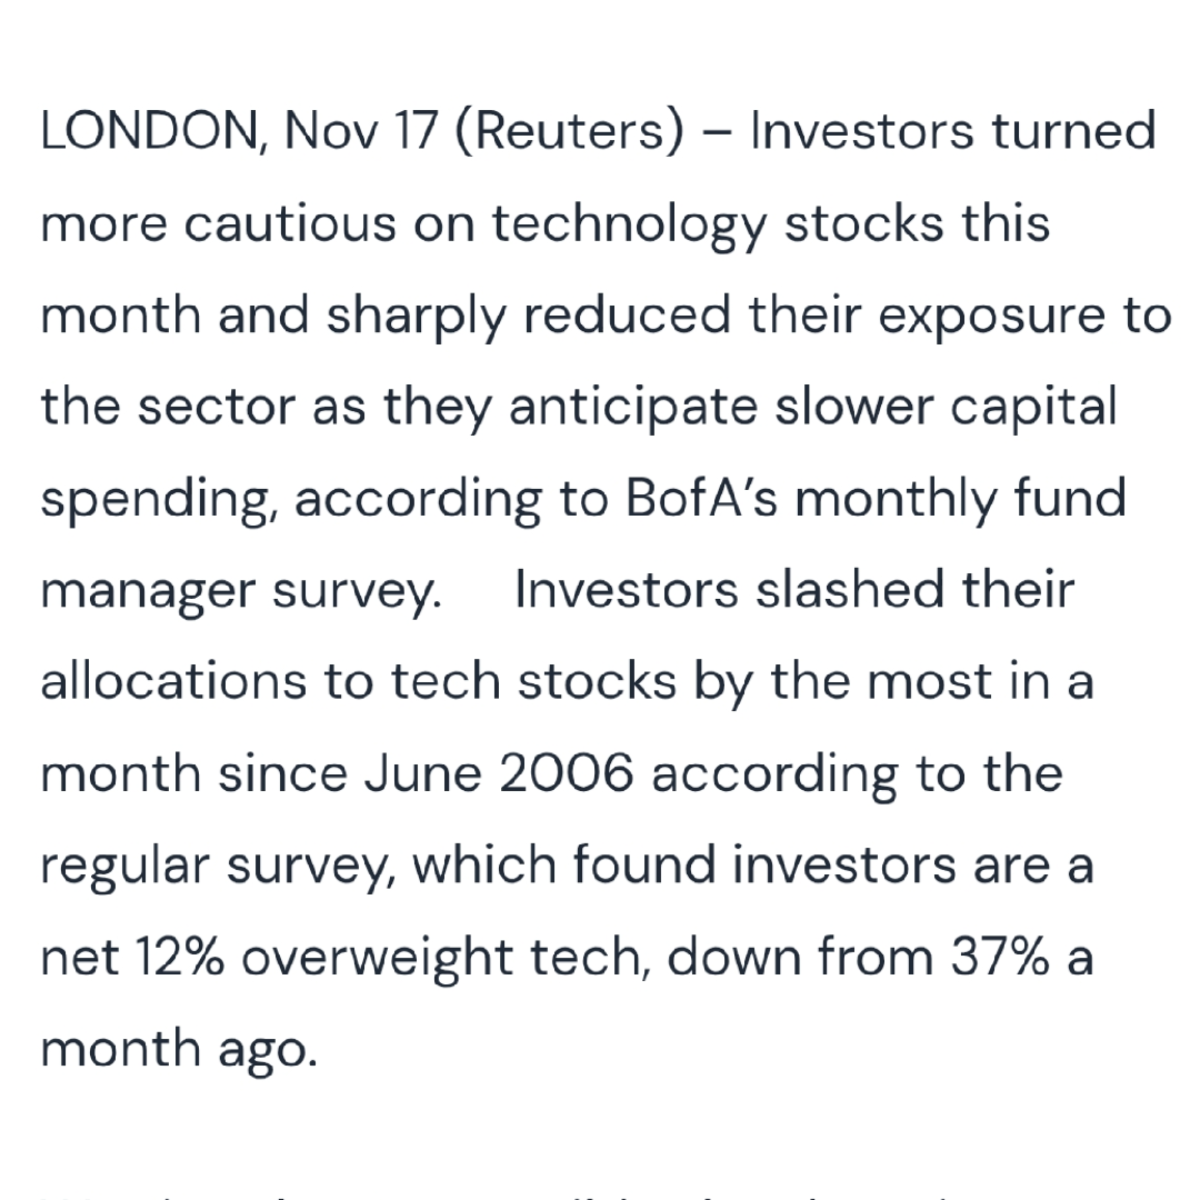 LONDON, Nov 17 (Reuters) – Investors turned
more cautious on technology stocks this
month and sharply reduced their exposure to
the sector as they anticipate slower capital
spending, according to BofA’s monthly fund
manager survey.    Investors slashed their
allocations to tech stocks by the most in a
month since June 2006 according to the
regular survey, which found investors are a
net 12% overweight tech, down from 37% a
month ago.